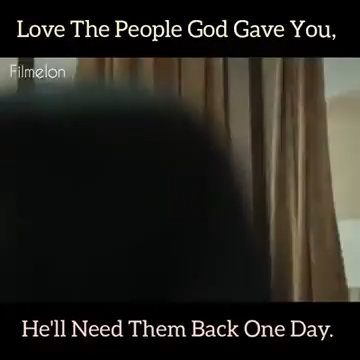 Love The People God Gave You,
Filmelon
He'll Need Them Back One Day.